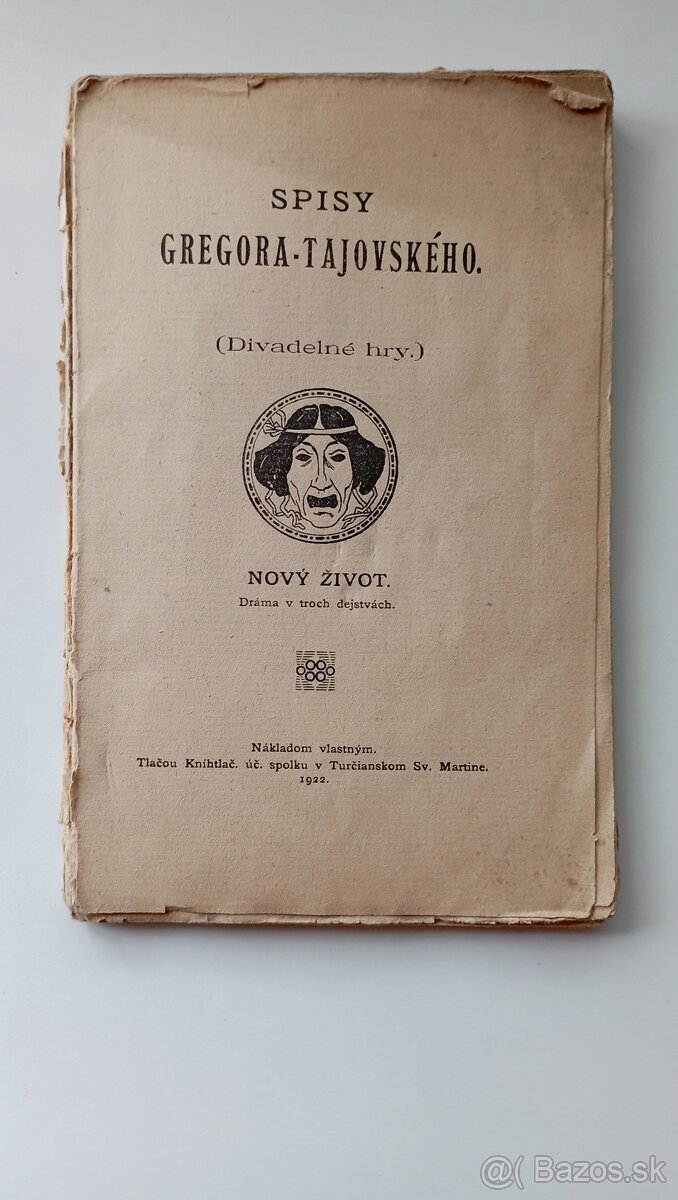 SPISY
GREGORA-TAJOVSKÉHO.
(Divadelné hry.)
NOVÝ ŽIVOT.
Dráma v troch dejstvách.
Nákladom vlastným.
Tlačou Kníhtlač. úč. spolku v Turčianskom Sv. Martine.
1922.
@( Bazos.sk